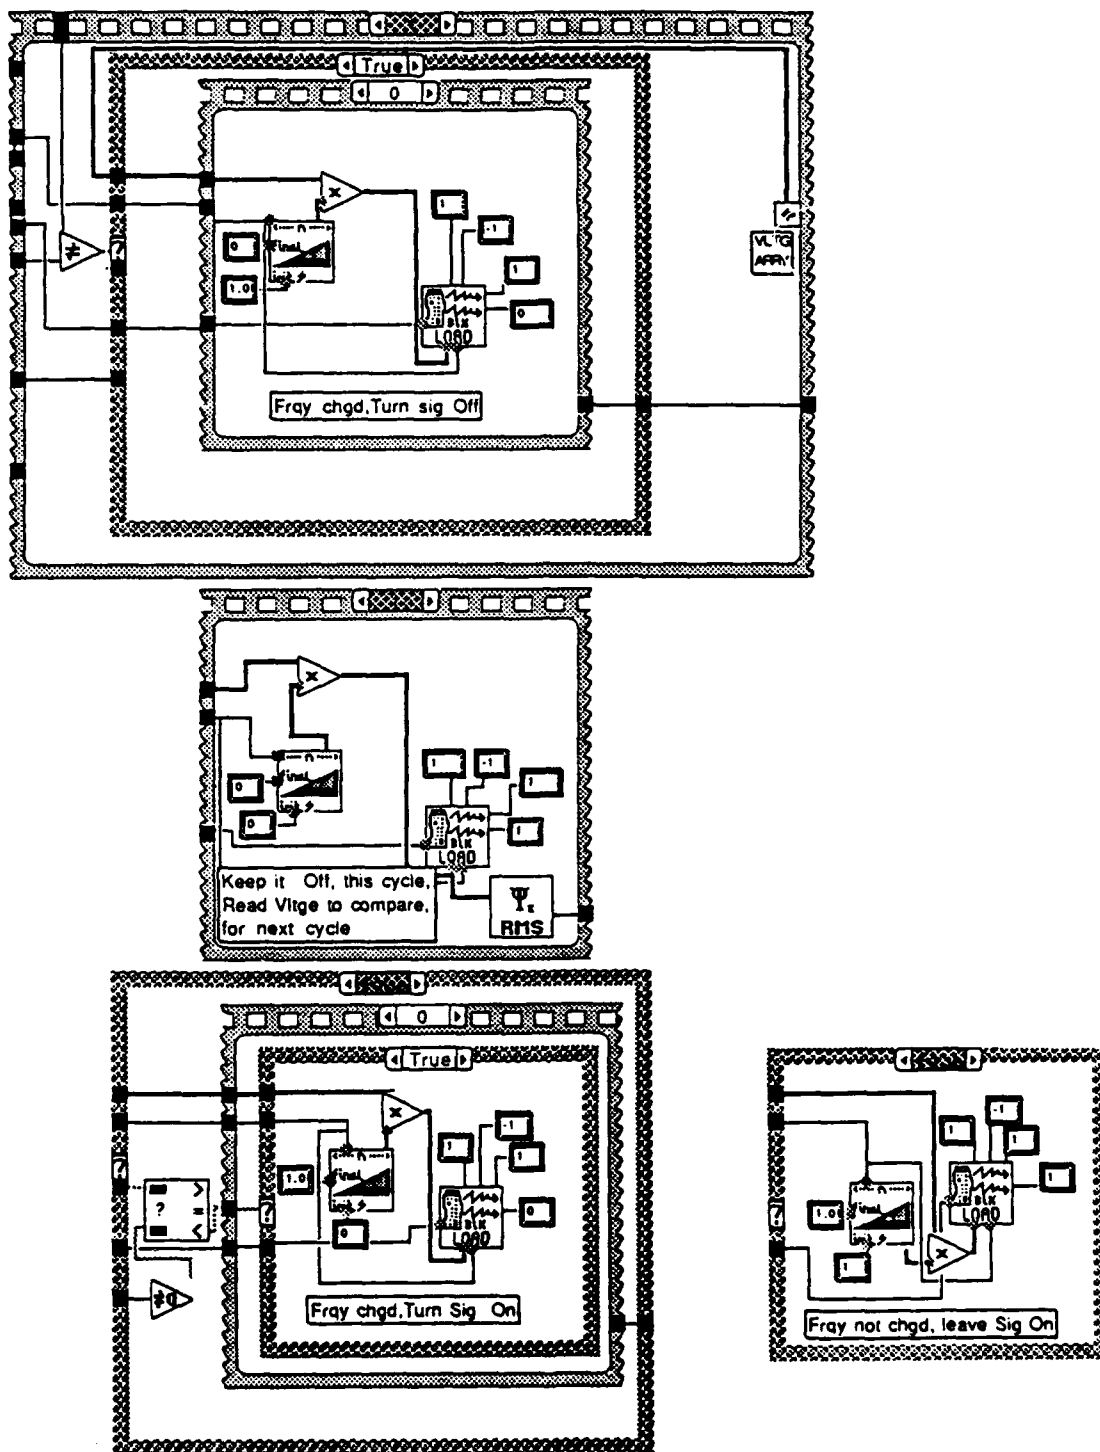 True
0
×
1
-1
n
final
0
≠
?
VLTG
ARRY
1
1.0
init
0
BLK
LOAD
Frqy chgd,Turn sig Off
×
n
1
-1
final
1
0
init
0
1
BLK
LOAD
Keep it Off, this cycle,
Read Vltge to compare,
for next cycle
Ψx
RMS
0
True
×
-1
1
1
n
1.0
final
?
>
? =
<
?
init
0
BLK
LOAD
0
≠0
Frqy chgd,Turn Sig On
-1
1
1
n
1
1.0
final
BLK
LOAD
?
init
1
×
Frqy not chgd, leave Sig On